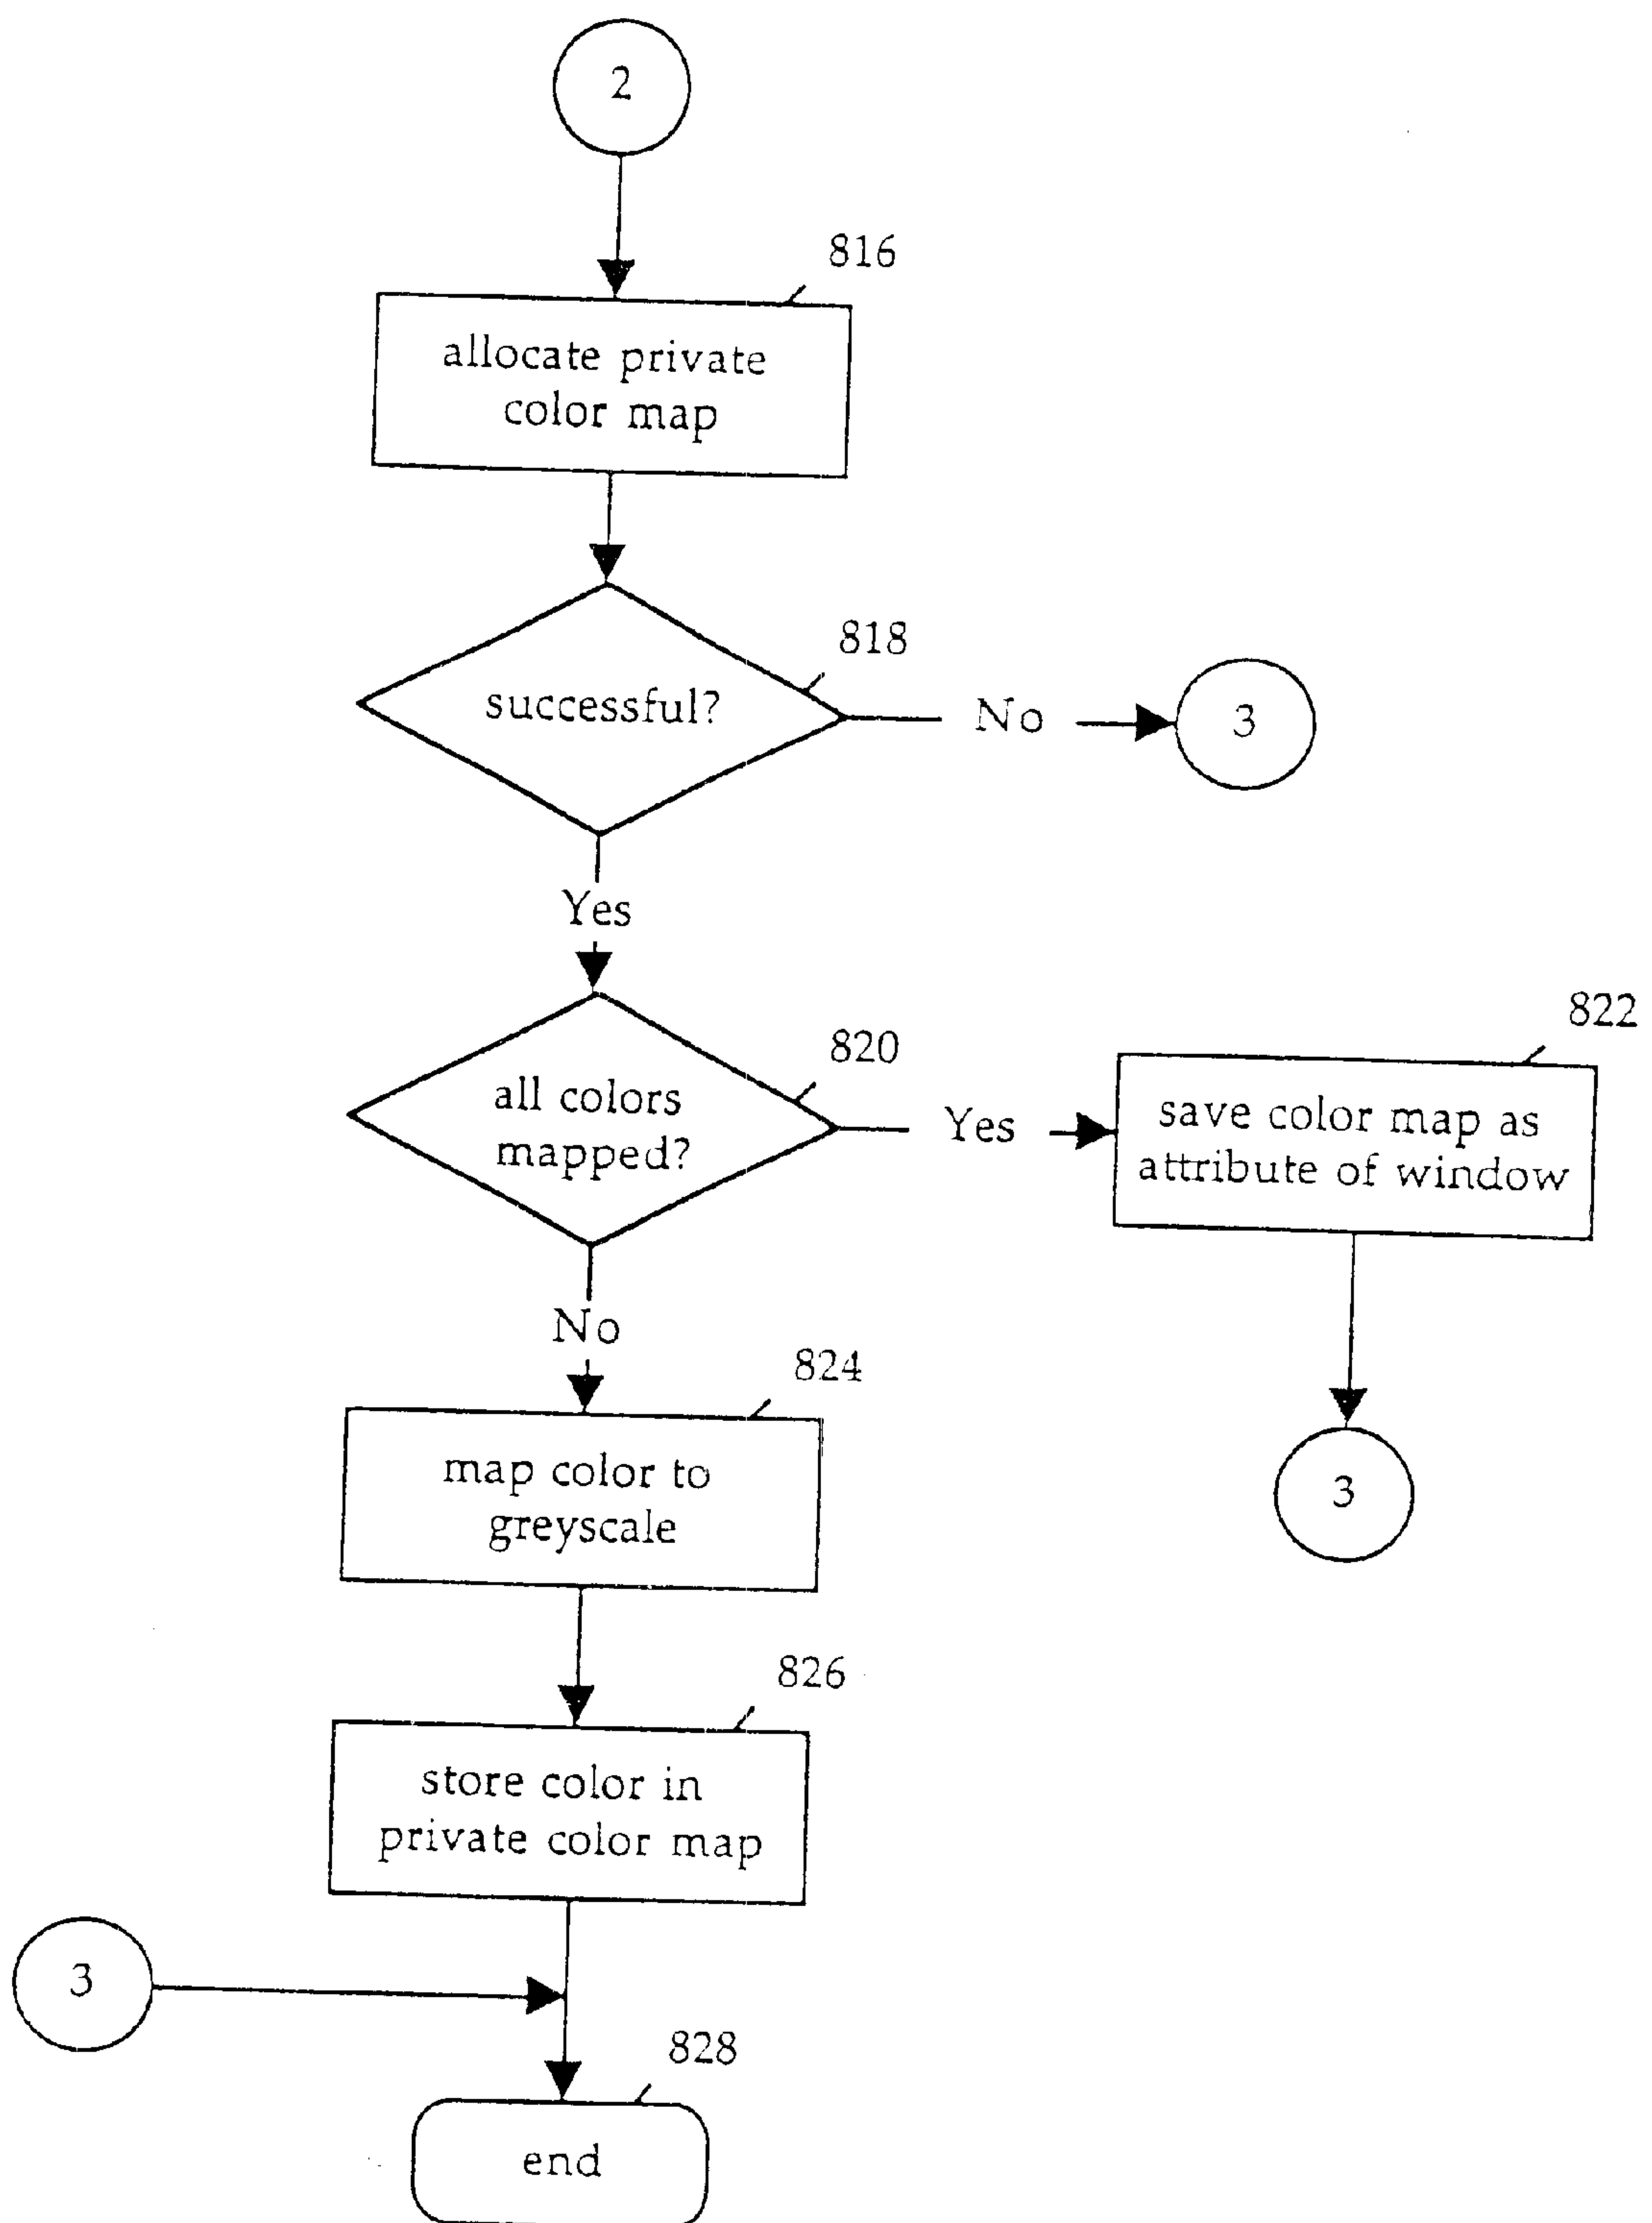 2
816
allocate private
color map
818
successful?
No
3
Yes
820
all colors
mapped?
Yes
822
save color map as
attribute of window
3
No
824
map color to
greyscale
826
store color in
private color map
3
828
end